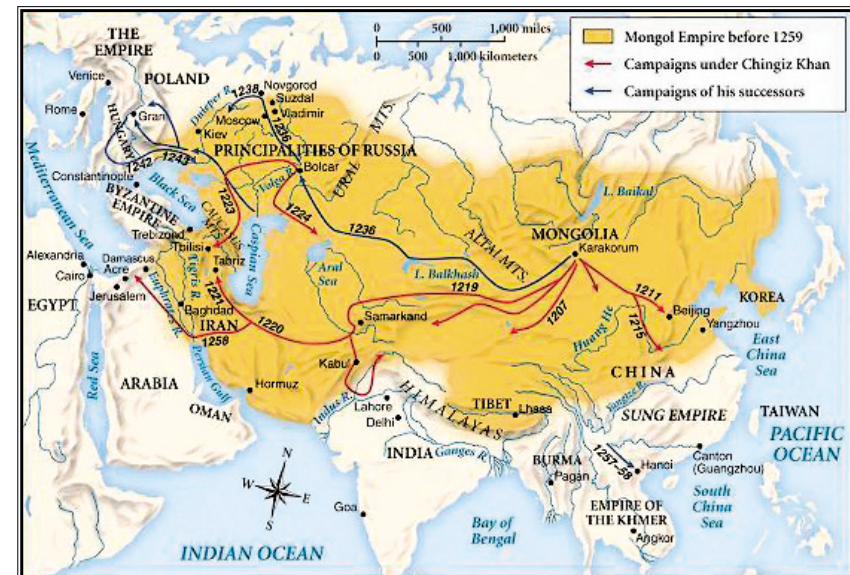 THE
EMPIRE
Venice
POLAND
Rome
HUNGARY
Gran
1242
1243
Constantinople
Mediterranean Sea
BYZANTINE
EMPIRE
Black Sea
Dnieper R.
1238
Novgorod
Suzdal
Vladimir
Moscow
Kiev
1236
PRINCIPALITIES OF RUSSIA
Bolcar
Volga R.
URAL MTS.
1223
1224
CAUCASUS
MTS.
Caspian Sea
Trebizond
Tbilisi
Tabriz
Tigris R.
1221
Alexandria
Cairo
Damascus
Acre
Jerusalem
EGYPT
Euphrates R.
Baghdad
IRAN
1258
1220
Red Sea
ARABIA
Persian Gulf
OMAN
Hormuz
Aral
Sea
1236
L. Balkhash
1219
ALTAI MTS.
Samarkand
Kabul
Indus R.
Lahore
Delhi
HIMALAYAS
INDIA
Ganges R.
Goa
TIBET
Lhasa
MONGOLIA
Karakorum
L. Baikal
1207
1211
1215
Beijing
Yangzhou
KOREA
East
China
Sea
Huang He
CHINA
Yangtze R.
SUNG EMPIRE
TAIWAN
PACIFIC
OCEAN
BURMA
Pagan
1257–58
Hanoi
Canton
(Guangzhou)
South
China
Sea
EMPIRE
OF THE KHMER
Angkor
Bay of
Bengal
INDIAN OCEAN
N
W
E
S
0
500
1,000 miles
0
500
1,000 kilometers
Mongol Empire before 1259
Campaigns under Chingiz Khan
Campaigns of his successors